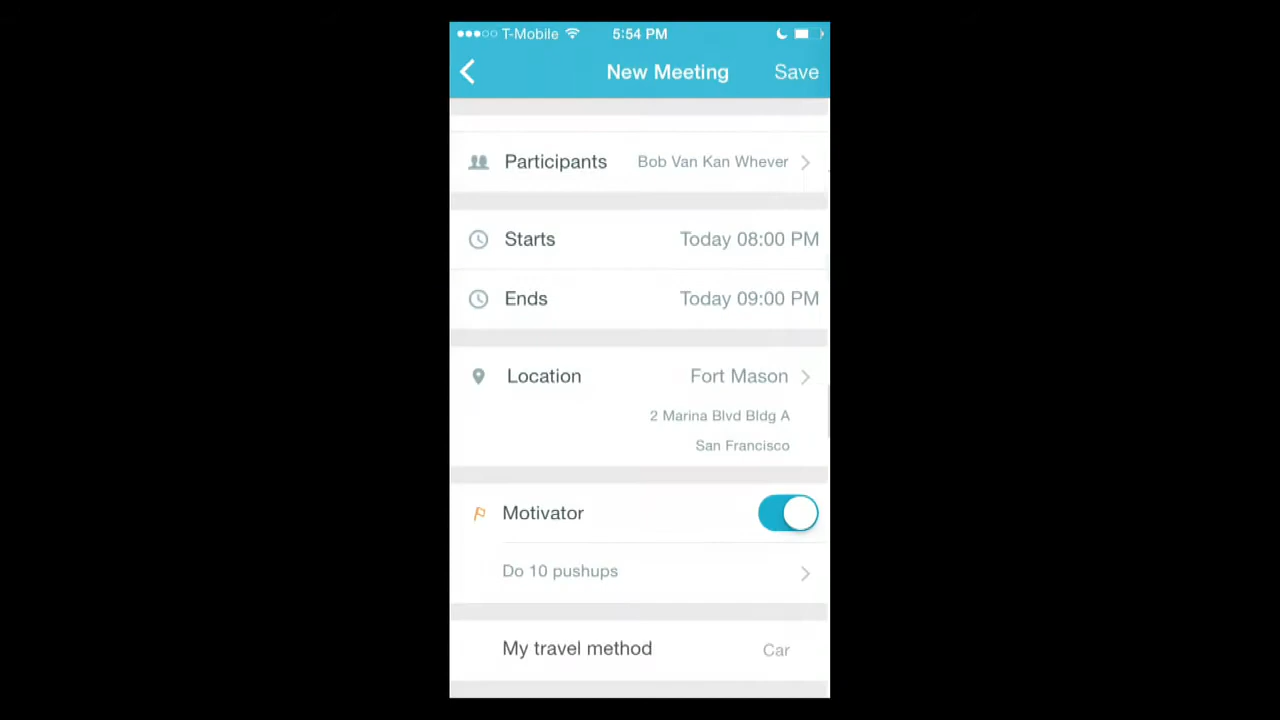 T-Mobile 5:54 PM
New Meeting Save
Participants Bob Van Kan Whever
Starts Today 08:00 PM
Ends Today 09:00 PM
Location Fort Mason
2 Marina Blvd Bldg A
San Francisco
Motivator
Do 10 pushups
My travel method Car